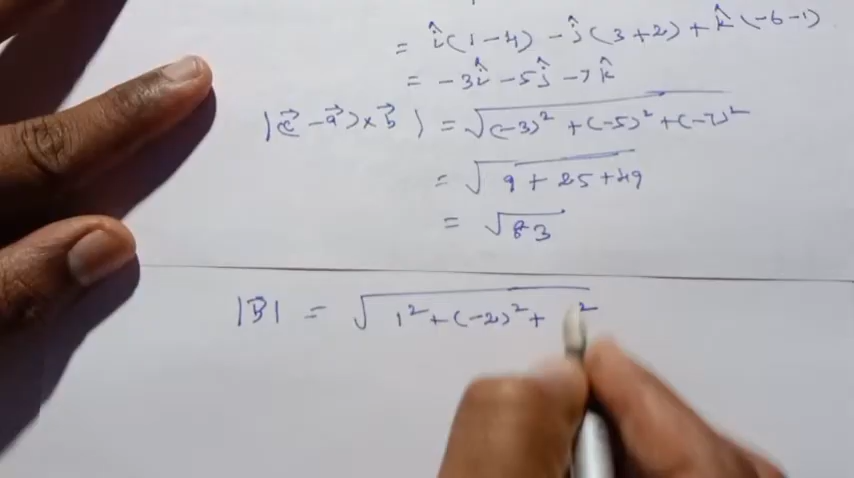 = î(1-4) -ĵ(3+2) + k̂(-6-1)
= -3î -5ĵ -7k̂
|c⃗ -a⃗)×b⃗| = √(-3)² +(-5)² +(-7)²
= √9 + 25 +49
= √83
|b⃗| = √1² +(-2)² + ²